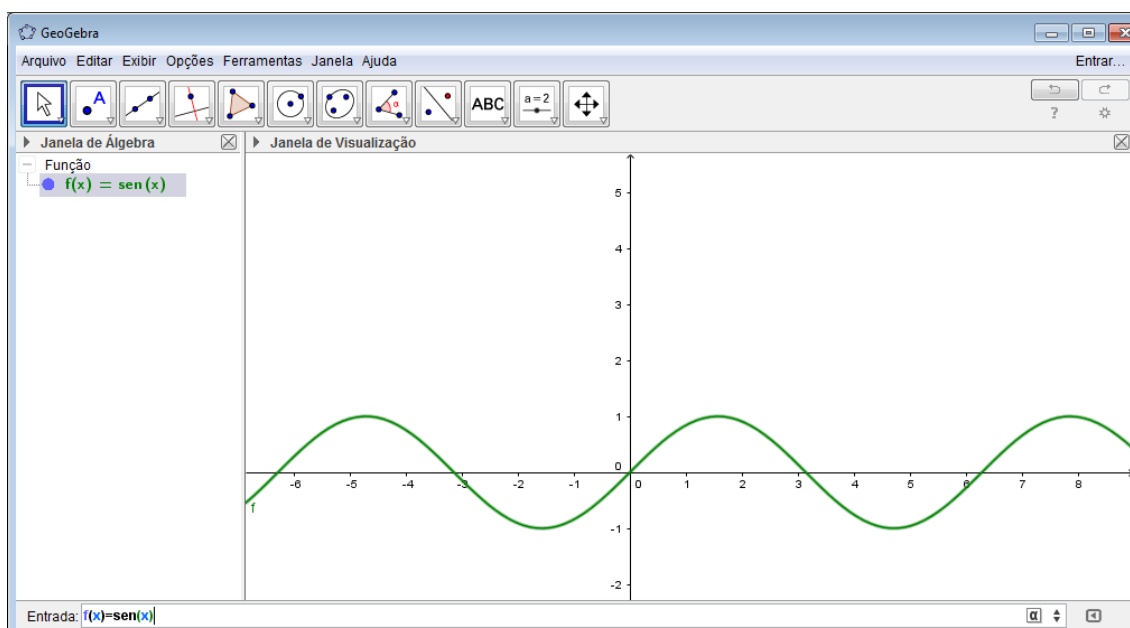 GeoGebra
Arquivo Editar Exibir Opções Ferramentas Janela Ajuda Entrar...
A α ABC a=2 ?
Janela de Álgebra Janela de Visualização
Função
f(x) = sen (x)
5
4
3
2
1
0
-6 -5 -4 -3 -2 -1 0 1 2 3 4 5 6 7 8
f
-1
-2
Entrada: f(x)=sen(x) α